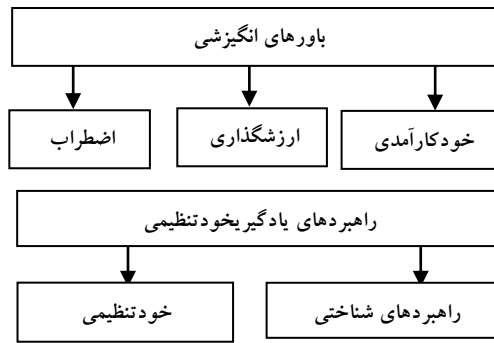 باورهای انگیزشی
خودکارآمدی
ارزشگذاری
اضطراب
راهبردهای یادگیریخودتنظیمی
راهبردهای شناختی
خودتنظیمی